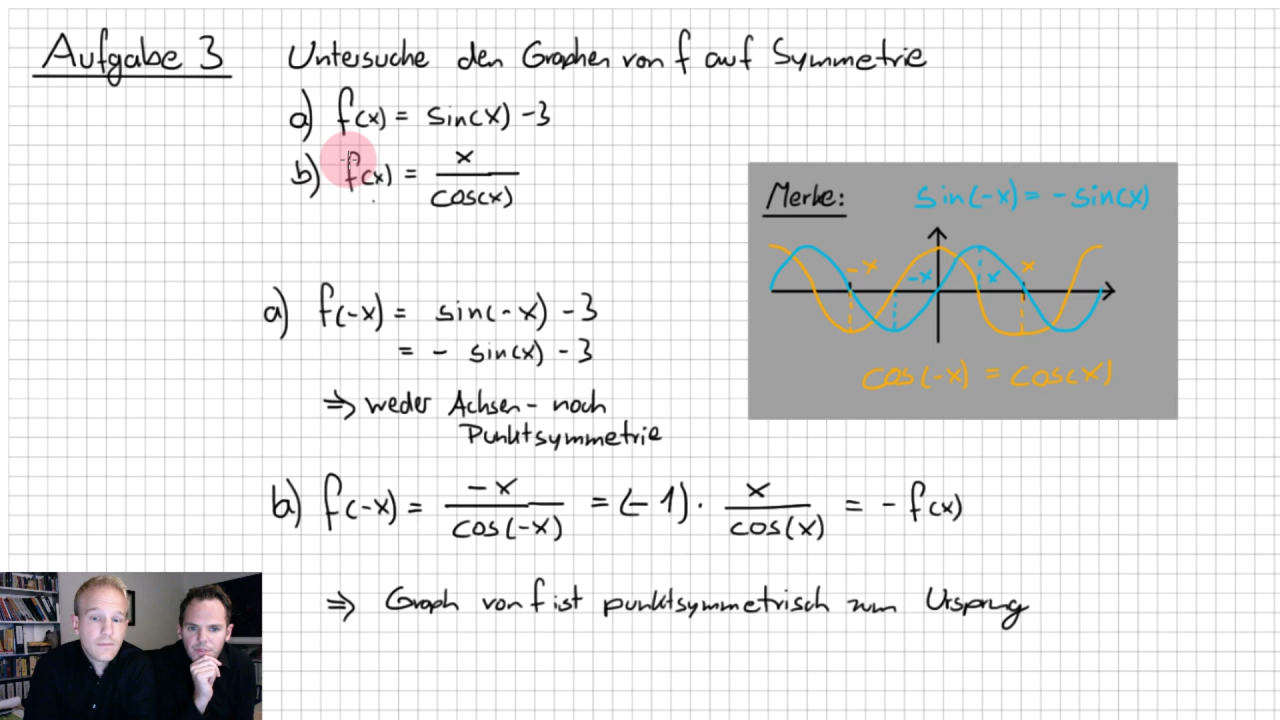 Aufgabe 3 Untersuche den Graphen von f auf Symmetrie
a) f(x) = sin(x) - 3
b) f(x) = x / cos(x)
Merke: sin(-x) = - sin(x)
-x -x x x
cos(-x) = cos(x)
a) f(-x) = sin(-x) - 3
= - sin(x) - 3
⇒ weder Achsen- noch
Punktsymmetrie
b) f(-x) = -x / cos(-x) = (-1) · x / cos(x) = - f(x)
⇒ Graph von f ist punktsymmetrisch zum Ursprung